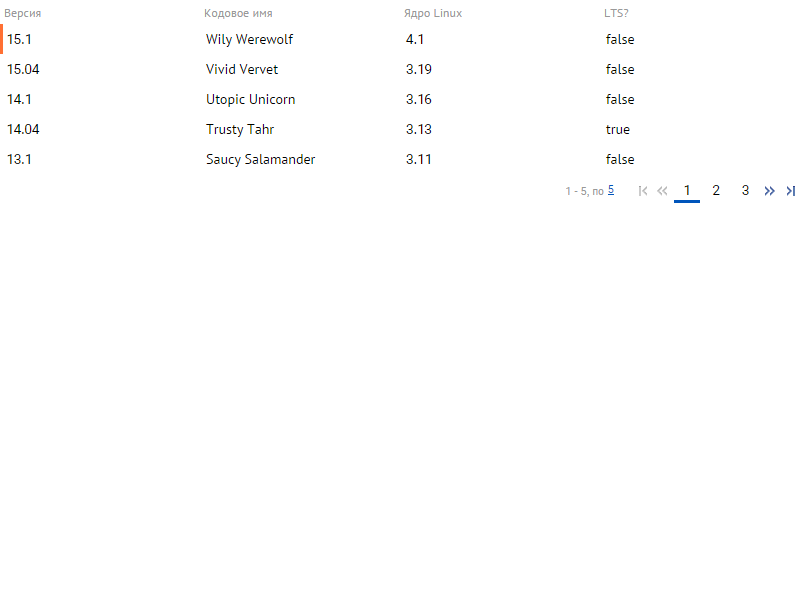 Версия Кодовое имя Ядро Linux LTS?
15.1 Wily Werewolf 4.1 false
15.04 Vivid Vervet 3.19 false
14.1 Utopic Unicorn 3.16 false
14.04 Trusty Tahr 3.13 true
13.1 Saucy Salamander 3.11 false
1 - 5, по 5 1 2 3